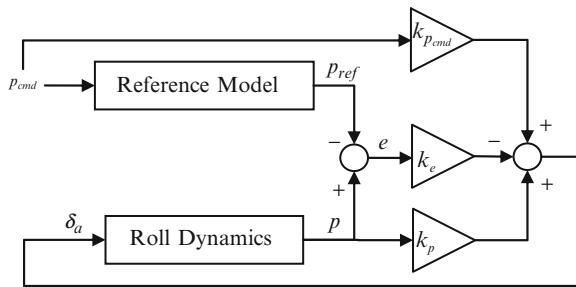 k_{p_{cmd}}
p_{cmd}
Reference Model
p_{ref}
+
−
e
k_e
−
+
+
δ_a
Roll Dynamics
p
k_p